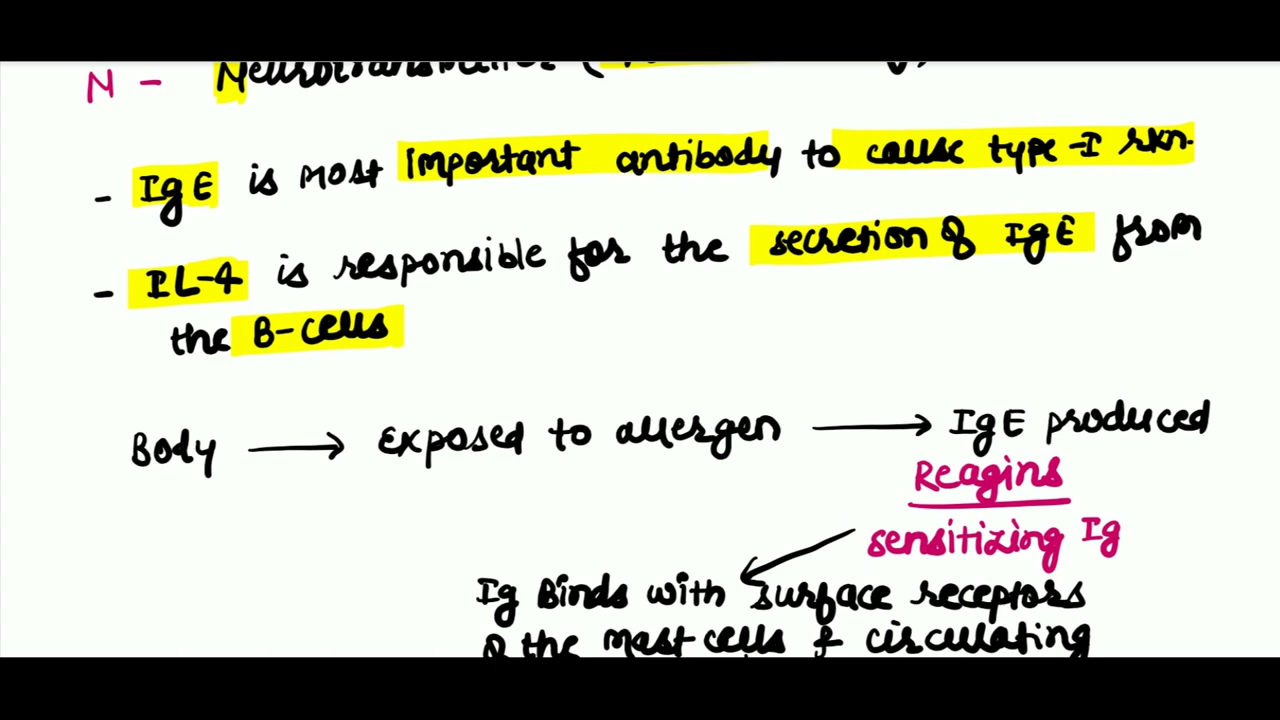 N - Neurotransmitter (
- IgE is most important antibody to cause type-I rxn.
- IL-4 is responsible for the secretion of IgE from
the B-cells
Body → Exposed to allergen → IgE produced
Reagins
sensitizing Ig
Ig Binds with surface receptors
of the mast cells & circulating